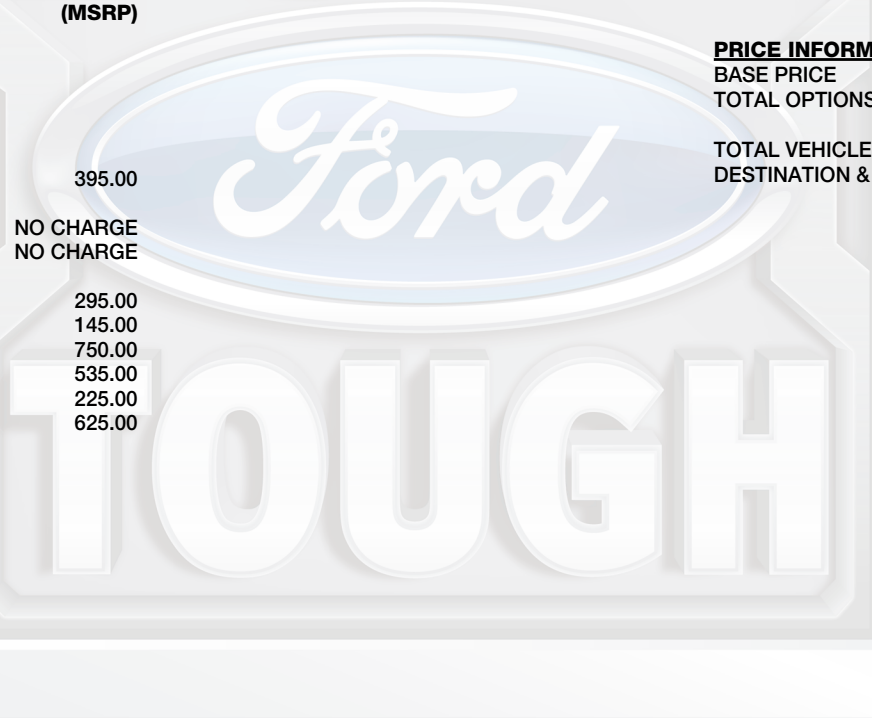 (MSRP)
395.00
NO CHARGE
NO CHARGE
295.00
145.00
750.00
535.00
225.00
625.00
PRICE INFORM
BASE PRICE
TOTAL OPTIONS
TOTAL VEHICLE
DESTINATION &
Ford
TOUGH